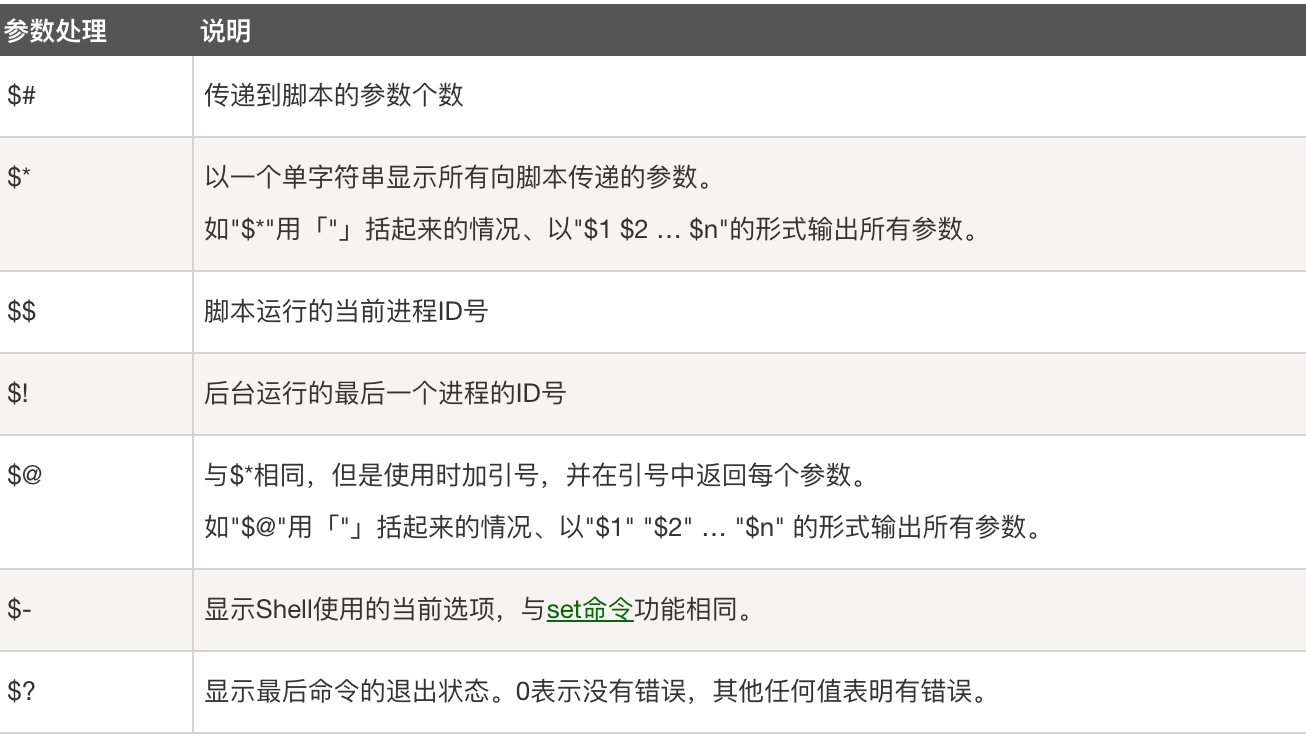 参数处理 说明
$# 传递到脚本的参数个数
$* 以一个单字符串显示所有向脚本传递的参数。
如"$*"用「"」括起来的情况、以"$1 $2 … $n"的形式输出所有参数。
$$ 脚本运行的当前进程ID号
$! 后台运行的最后一个进程的ID号
$@ 与$*相同，但是使用时加引号，并在引号中返回每个参数。
如"$@"用「"」括起来的情况、以"$1" "$2" … "$n" 的形式输出所有参数。
$- 显示Shell使用的当前选项，与set命令功能相同。
$? 显示最后命令的退出状态。0表示没有错误，其他任何值表明有错误。